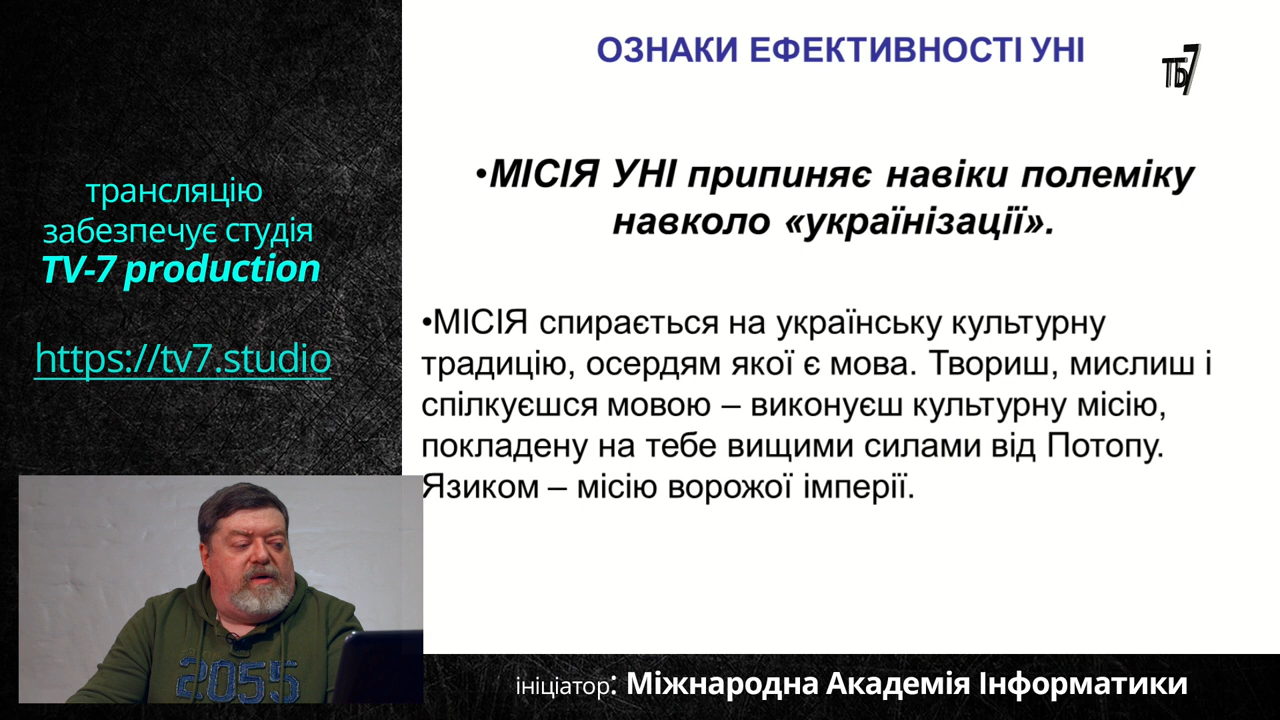 трансляцію
забезпечує студія
TV-7 production
https://tv7.studio
ОЗНАКИ ЕФЕКТИВНОСТІ УНІ
ТБ7
•МІСІЯ УНІ припиняє навіки полеміку
навколо «українізації».
•МІСІЯ спирається на українську культурну
традицію, осердям якої є мова. Твориш, мислиш і
спілкуєшся мовою – виконуєш культурну місію,
покладену на тебе вищими силами від Потопу.
Язиком – місію ворожої імперії.
2055
ініціатор: Міжнародна Академія Інформатики